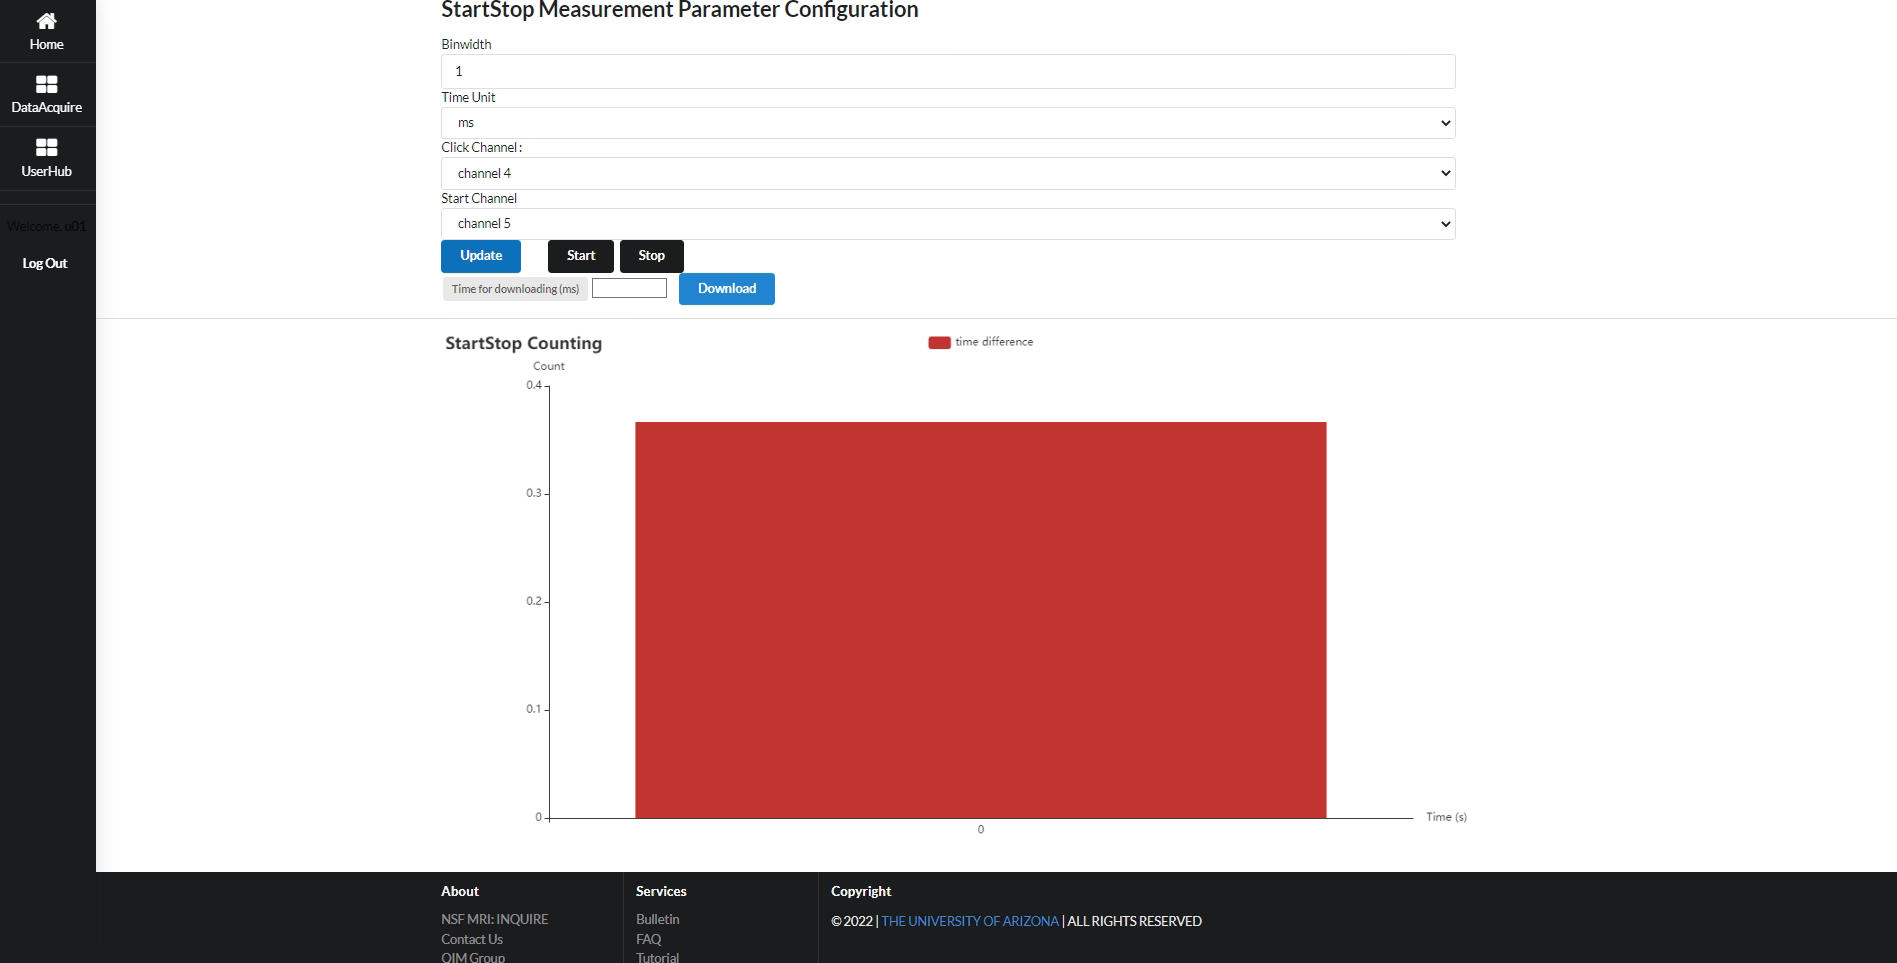 Home
DataAcquire
UserHub
Welcome, u01
Log Out
StartStop Measurement Parameter Configuration
Binwidth
1
Time Unit
ms
Click Channel :
channel 4
Start Channel
channel 5
Update Start Stop
Time for downloading (ms) Download
StartStop Counting
time difference
Count
0.4
0.3
0.2
0.1
0
0
Time (s)
About
NSF MRI: INQUIRE
Contact Us
QIM Group
Services
Bulletin
FAQ
Tutorial
Copyright
© 2022 | THE UNIVERSITY OF ARIZONA | ALL RIGHTS RESERVED